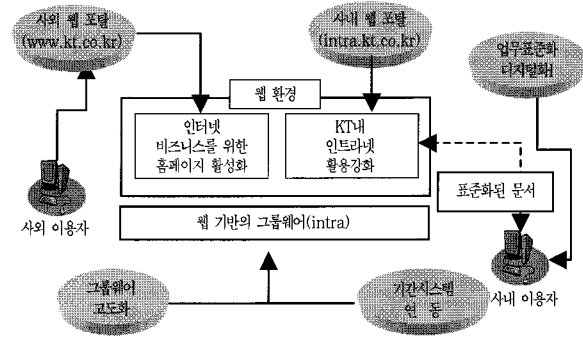 사외 웹 포탈
(www.kt.co.kr)
사내 웹 포탈
(intra.kt.co.kr)
업무표준화
디지털화
웹 환경
인터넷
비즈니스를 위한
홈페이지 활성화
KT내
인트라넷
활용강화
표준화된 문서
사외 이용자
웹 기반의 그룹웨어(intra)
사내 이용자
그룹웨어
고도화
기간시스템
연 동